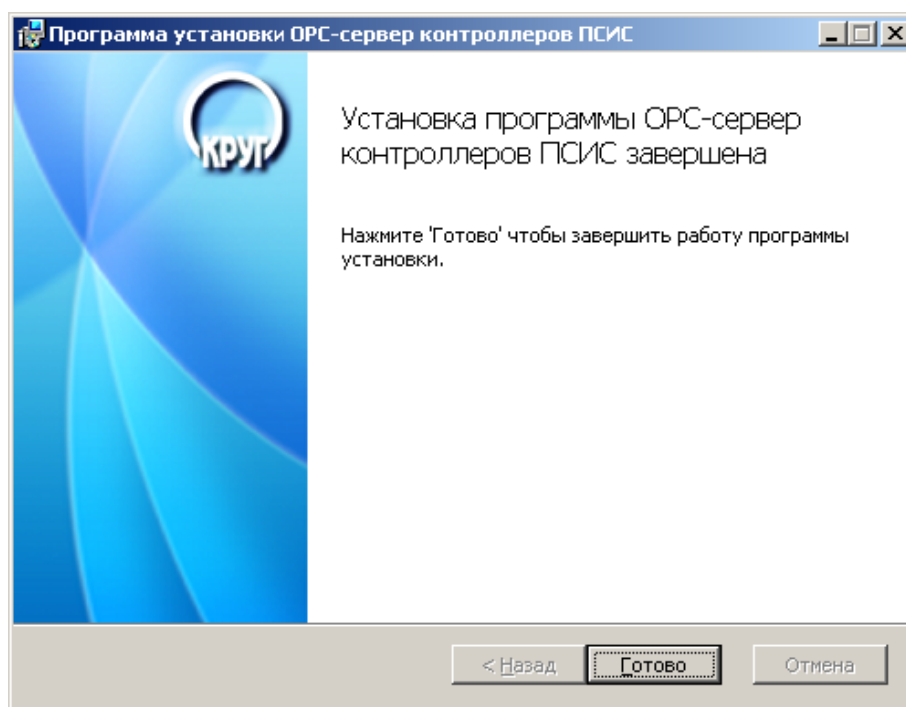 Программа установки OPC-сервер контроллеров ПСИС
КРУГ
Установка программы OPC-сервер
контроллеров ПСИС завершена
Нажмите 'Готово' чтобы завершить работу программы
установки.
< Назад
Готово
Отмена